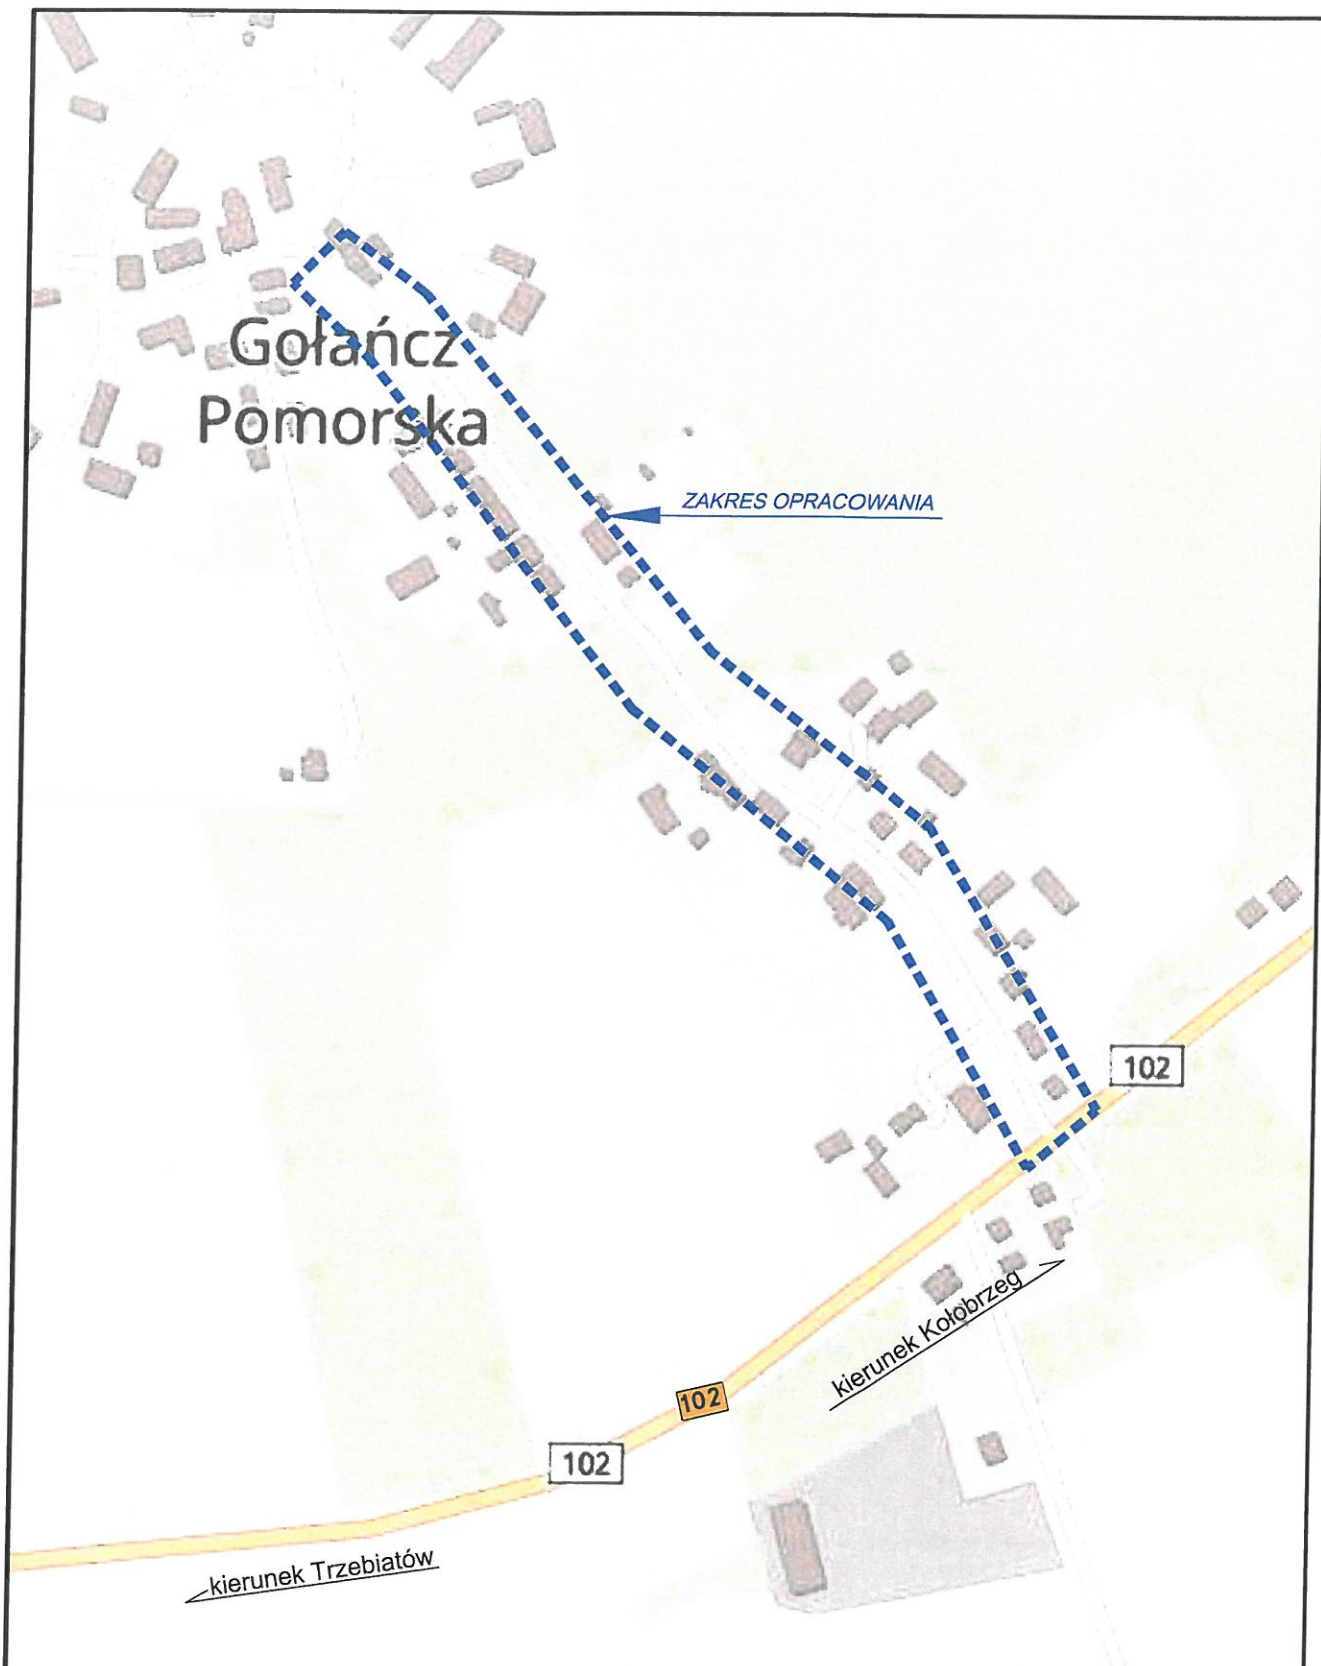 Gołańcz
Pomorska
ZAKRES OPRACOWANIA
102
kierunek Kołobrzeg
102
102
kierunek Trzebiatów